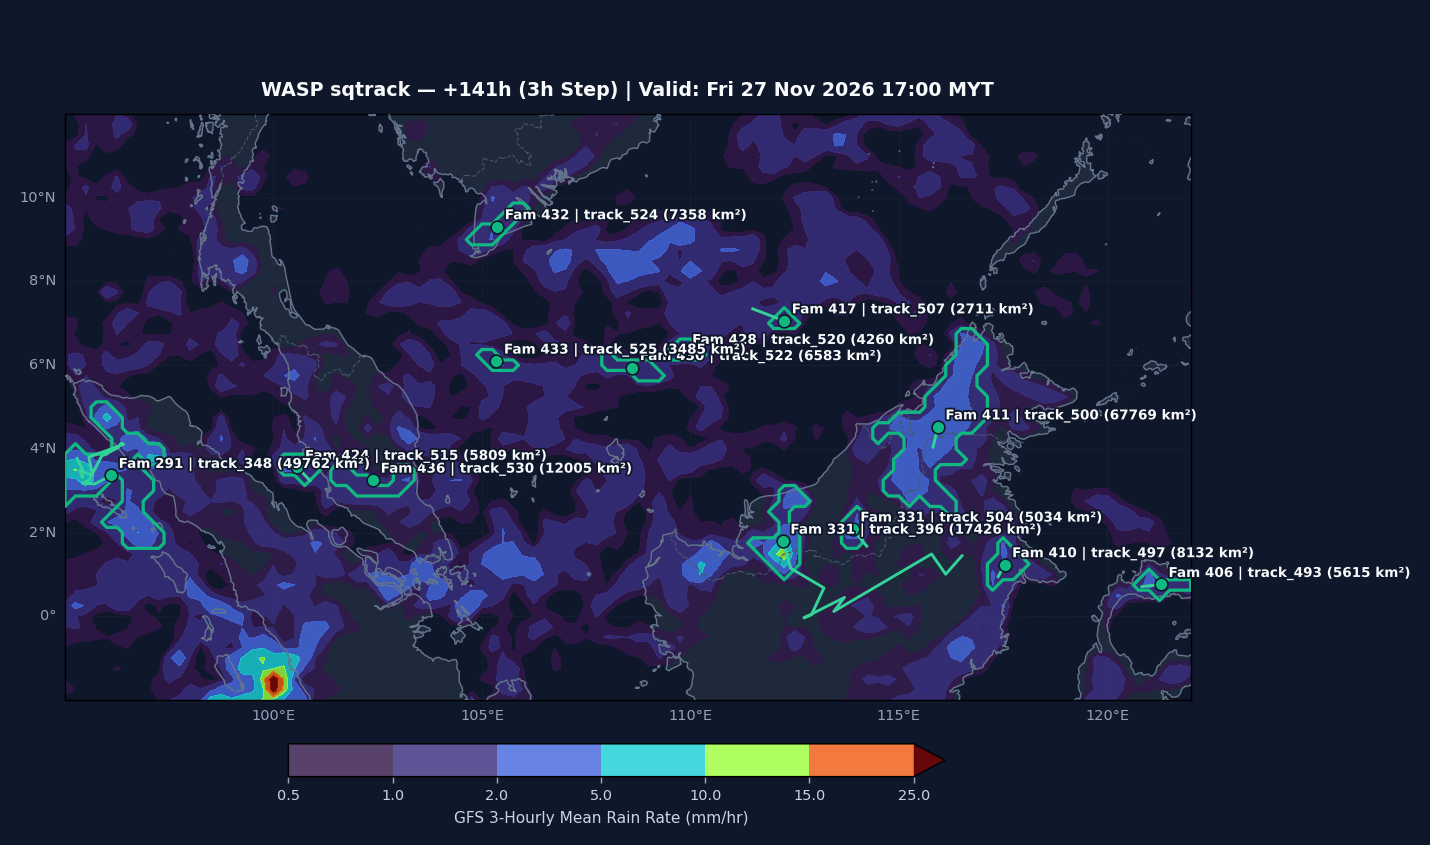 WASP sqtrack — +141h (3h Step) | Valid: Fri 27 Nov 2026 17:00 MYT
10°N
8°N
6°N
4°N
2°N
0°
Fam 432 | track_524 (7358 km²)
Fam 417 | track_507 (2711 km²)
Fam 428 | track_520 (4260 km²)
Fam 433 | track_525 (3485 km²)
track_522 (6583 km²)
Fam 411 | track_500 (67769 km²)
Fam 424 | track_515 (5809 km²)
Fam 291 | track_348 (49762 km²)
Fam 436 | track_530 (12005 km²)
Fam 331 | track_504 (5034 km²)
Fam 331 | track_396 (17426 km²)
Fam 410 | track_497 (8132 km²)
Fam 406 | track_493 (5615 km²)
100°E 105°E 110°E 115°E 120°E
0.5 1.0 2.0 5.0 10.0 15.0 25.0
GFS 3-Hourly Mean Rain Rate (mm/hr)